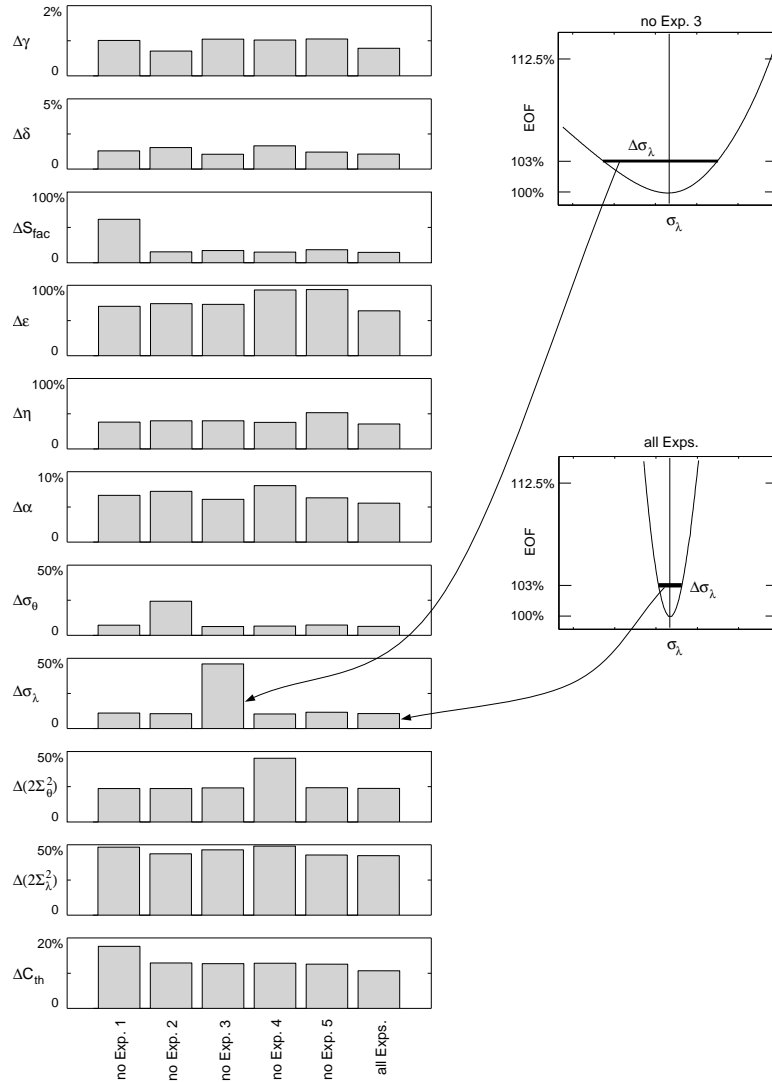 2%
Δγ
0
5%
Δδ
0
100%
ΔS_fac
0
100%
Δε
0
100%
Δη
0
10%
Δα
0
50%
Δσ_θ
0
50%
Δσ_λ
0
50%
Δ(2Σ_θ^2)
0
50%
Δ(2Σ_λ^2)
0
20%
ΔC_th
0
no Exp. 1
no Exp. 2
no Exp. 3
no Exp. 4
no Exp. 5
all Exps.
no Exp. 3
112.5%
EOF
Δσ_λ
103%
100%
σ_λ
all Exps.
112.5%
EOF
103%
Δσ_λ
100%
σ_λ